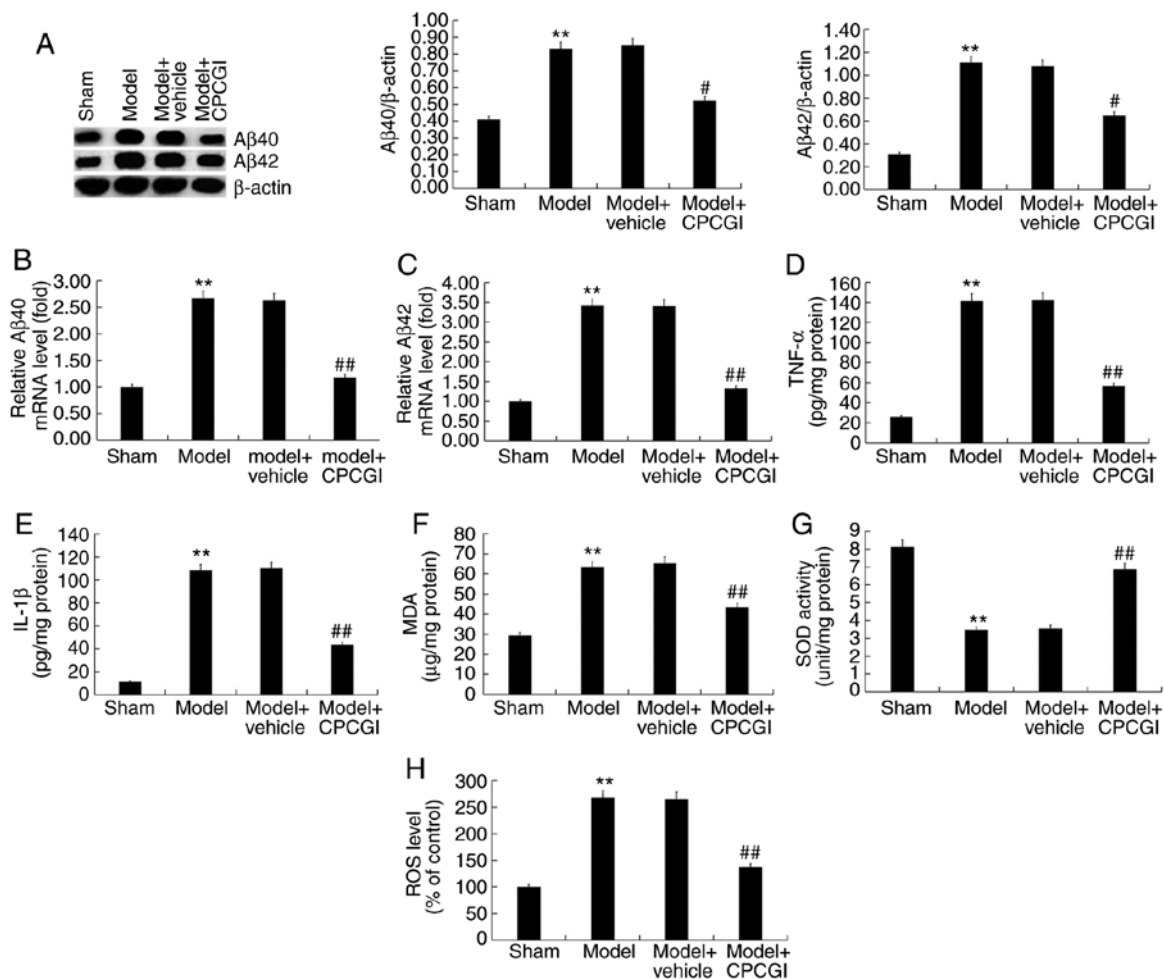 A
Sham
Model
Model+
vehicle
Model+
CPCGI
Aβ40
Aβ42
β-actin
Aβ40/β-actin
1.00
0.90
0.80
0.70
0.60
0.50
0.40
0.30
0.20
0.10
0.00
**
#
Sham
Model
Model+
vehicle
Model+
CPCGI
Aβ42/β-actin
1.40
1.20
1.00
0.80
0.60
0.40
0.20
0.00
**
#
Sham
Model
Model+
vehicle
Model+
CPCGI
B
Relative Aβ40
mRNA level (fold)
3.00
2.50
2.00
1.50
1.00
0.50
0.00
**
##
Sham
Model
model+
vehicle
model+
CPCGI
C
Relative Aβ42
mRNA level (fold)
4.00
3.50
3.00
2.50
2.00
1.50
1.00
0.50
0.00
**
##
Sham
Model
Model+
vehicle
Model+
CPCGI
D
TNF-α
(pg/mg protein)
160
140
120
100
80
60
40
20
0
**
##
Sham
Model
Model+
vehicle
Model+
CPCGI
E
IL-1β
(pg/mg protein)
140
120
100
80
60
40
20
0
**
##
Sham
Model
Model+
vehicle
Model+
CPCGI
F
MDA
(μg/mg protein)
80
70
60
50
40
30
20
10
0
**
##
Sham
Model
Model+
vehicle
Model+
CPCGI
G
SOD activity
(unit/mg protein)
9
8
7
6
5
4
3
2
1
0
**
##
Sham
Model
Model+
vehicle
Model+
CPCGI
H
ROS level
(% of control)
300
250
200
150
100
50
0
**
##
Sham
Model
Model+
vehicle
Model+
CPCGI